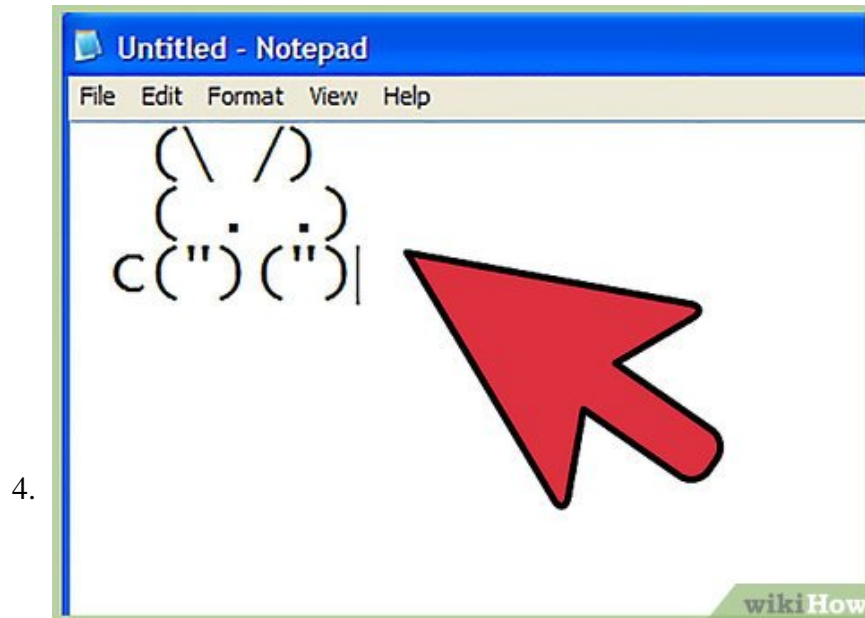 Untitled - Notepad
File Edit Format View Help
(\ /)
( . .)
c(")(")
4.
wikiHow